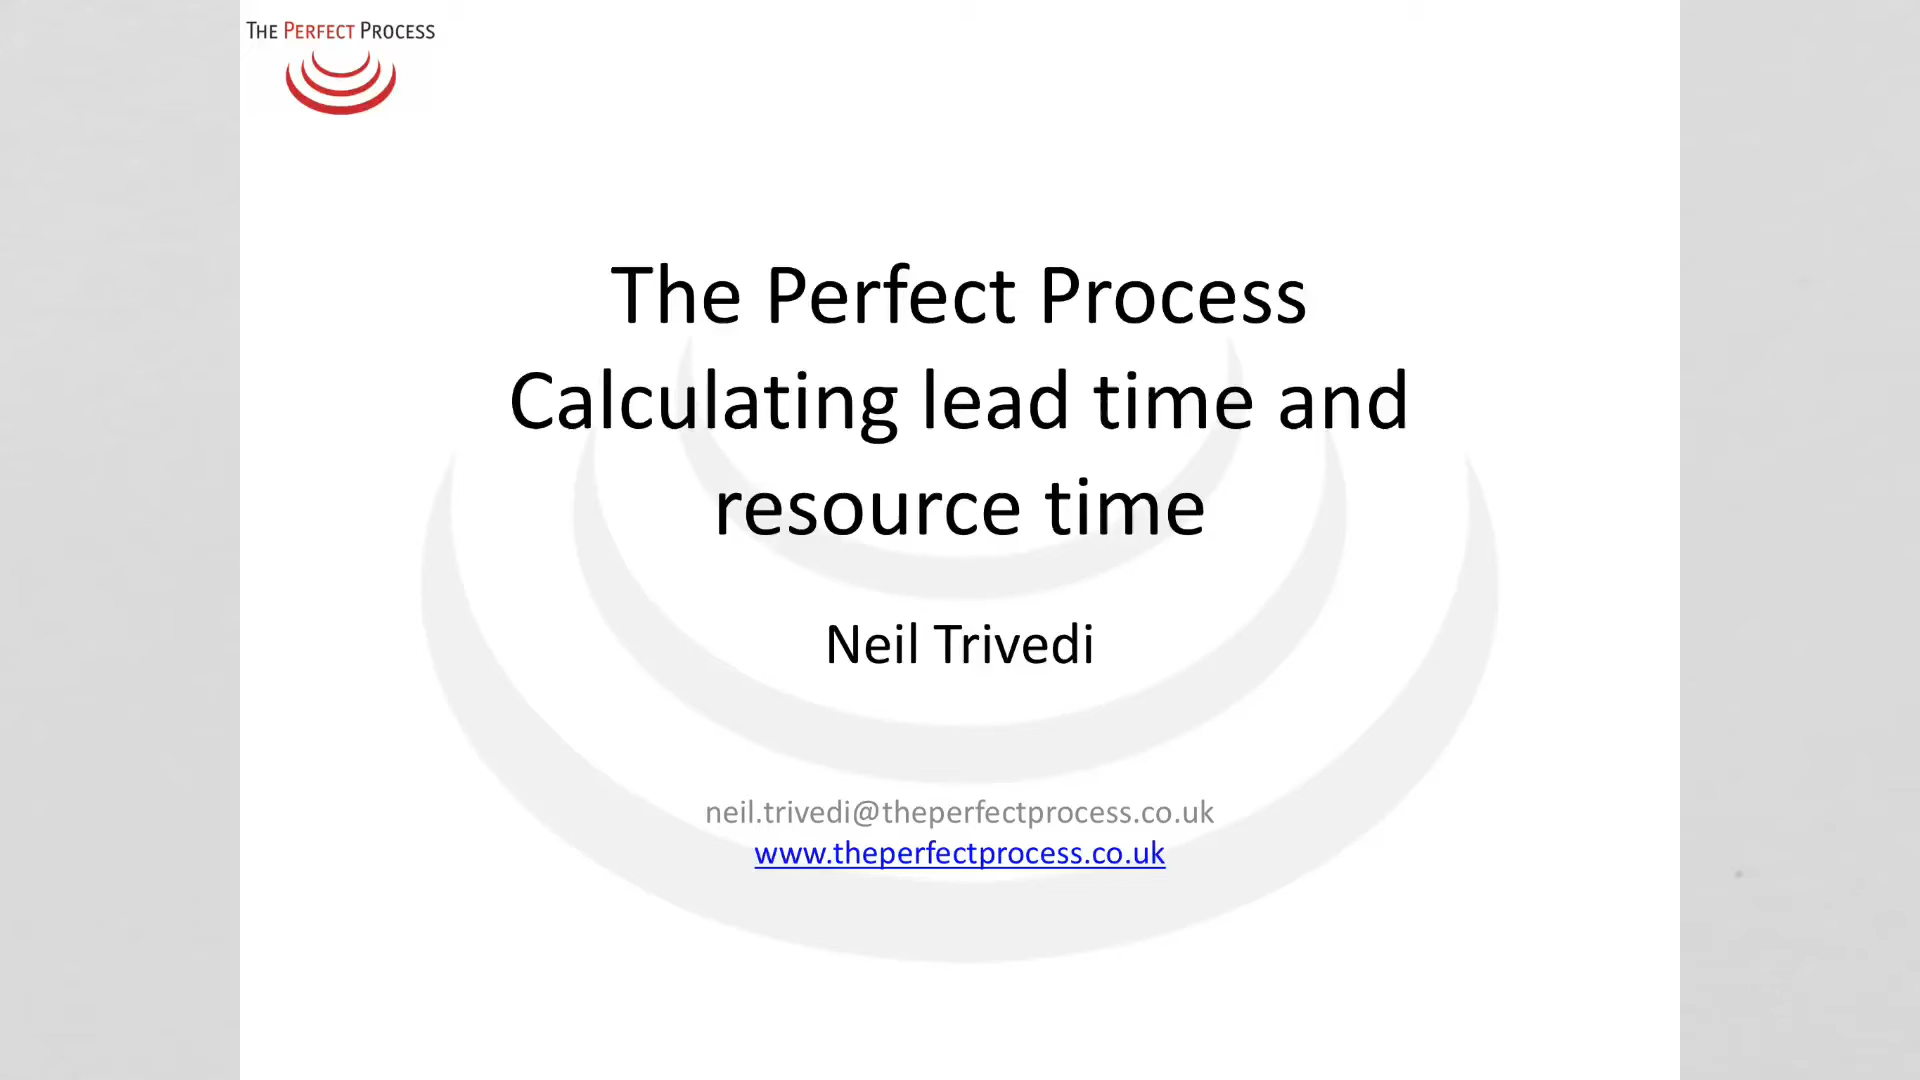 THE PERFECT PROCESS
The Perfect Process
Calculating lead time and
resource time
Neil Trivedi
neil.trivedi@theperfectprocess.co.uk
www.theperfectprocess.co.uk